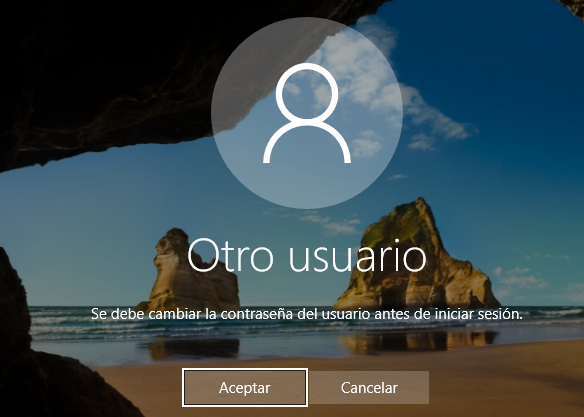 Otro usuario
Se debe cambiar la contraseña del usuario antes de iniciar sesión.
Aceptar
Cancelar